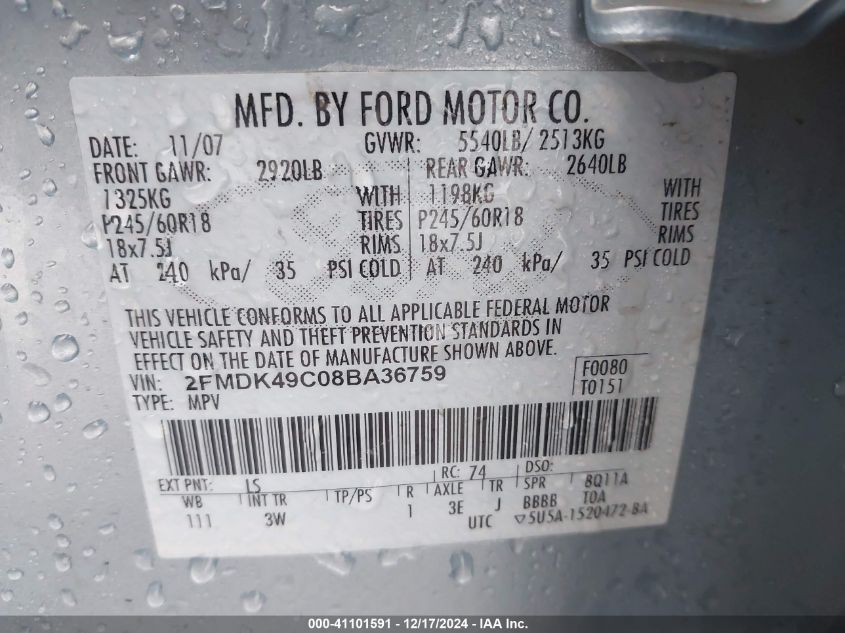 MFD. BY FORD MOTOR CO.
DATE: 11/07 GVWR: 5540LB/ 2513KG
FRONT GAWR: 2920LB REAR GAWR: 2640LB
1325KG WITH 1198KG WITH
P245/60R18 TIRES P245/60R18 TIRES
18x7.5J RIMS 18x7.5J RIMS
AT 240 kPa/ 35 PSI COLD AT 240 kPa/ 35 PSI COLD
THIS VEHICLE CONFORMS TO ALL APPLICABLE FEDERAL MOTOR
VEHICLE SAFETY AND THEFT PREVENTION STANDARDS IN
EFFECT ON THE DATE OF MANUFACTURE SHOWN ABOVE.
VIN: 2FMDK49C08BA36759 F0080
TYPE: MPV T0151
EXT PNT: LS RC: 74 DSO:
WB INT TR TP/PS R AXLE TR SPR 8Q11A
111 3W 1 3E J BBBB TOA
UTC ▽5U5A-1520472-BA
000-41101591 - 12/17/2024 - IAA, Inc.